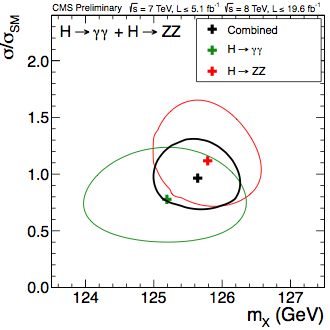 CMS Preliminary √s = 7 TeV, L ≤ 5.1 fb⁻¹ √s = 8 TeV, L ≤ 19.6 fb⁻¹
H → γγ + H → ZZ
Combined
H → γγ
H → ZZ
σ/σSM
2.0
1.5
1.0
0.5
0.0
124 125 126 127
mX (GeV)